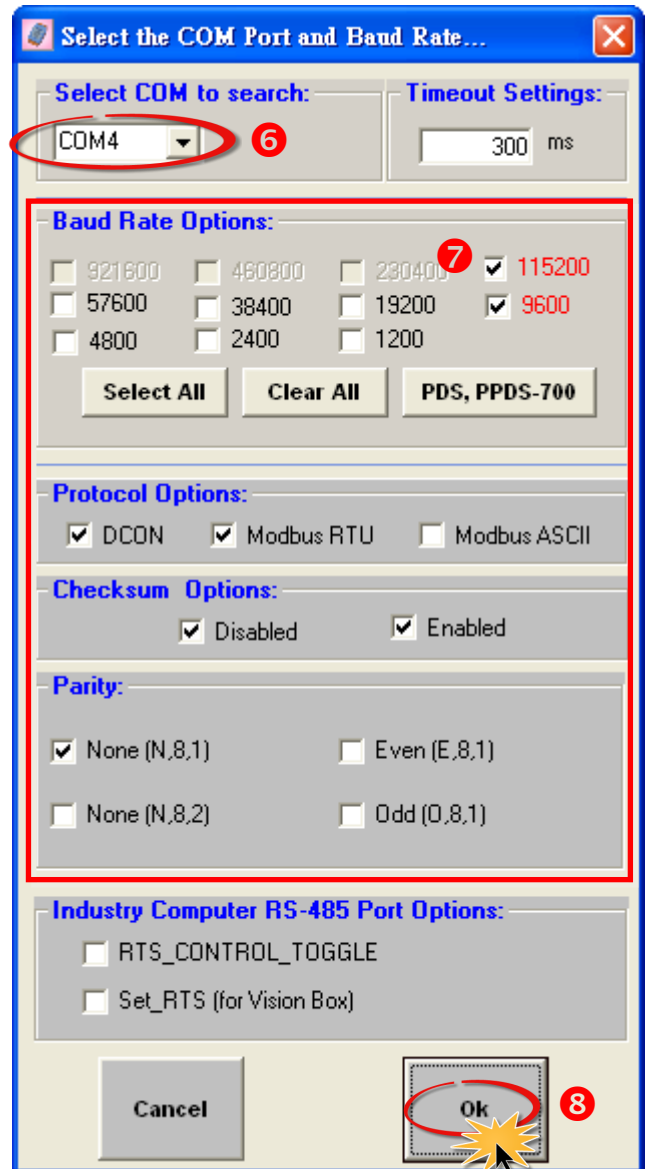 Select the COM Port and Baud Rate...
Select COM to search:
Timeout Settings:
COM4
6
300 ms
Baud Rate Options:
7
921600 460800 230400 115200
57600 38400 19200 9600
4800 2400 1200
Select All Clear All PDS, PPDS-700
Protocol Options:
DCON Modbus RTU Modbus ASCII
Checksum Options:
Disabled Enabled
Parity:
None (N,8,1) Even (E,8,1)
None (N,8,2) Odd (O,8,1)
Industry Computer RS-485 Port Options:
RTS_CONTROL_TOGGLE
Set_RTS (for Vision Box)
Cancel Ok 8